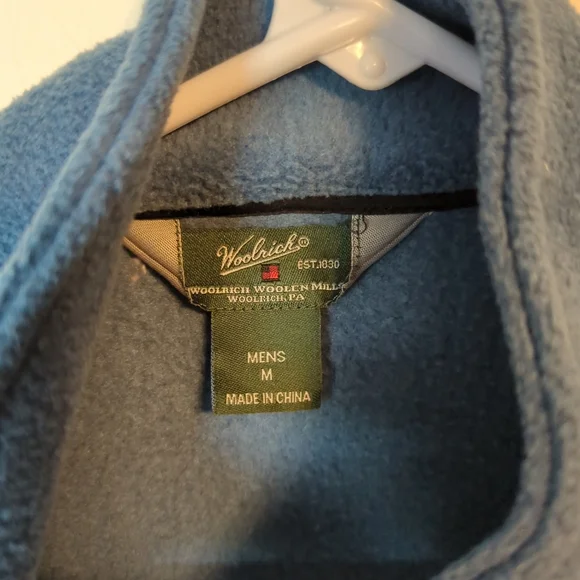 Woolrich®
EST.1830
WOOLRICH WOOLEN MILLS
WOOLRICH, PA
MENS
M
MADE IN CHINA